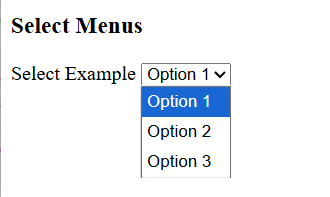 Select Menus
Select Example Option 1
Option 1
Option 2
Option 3